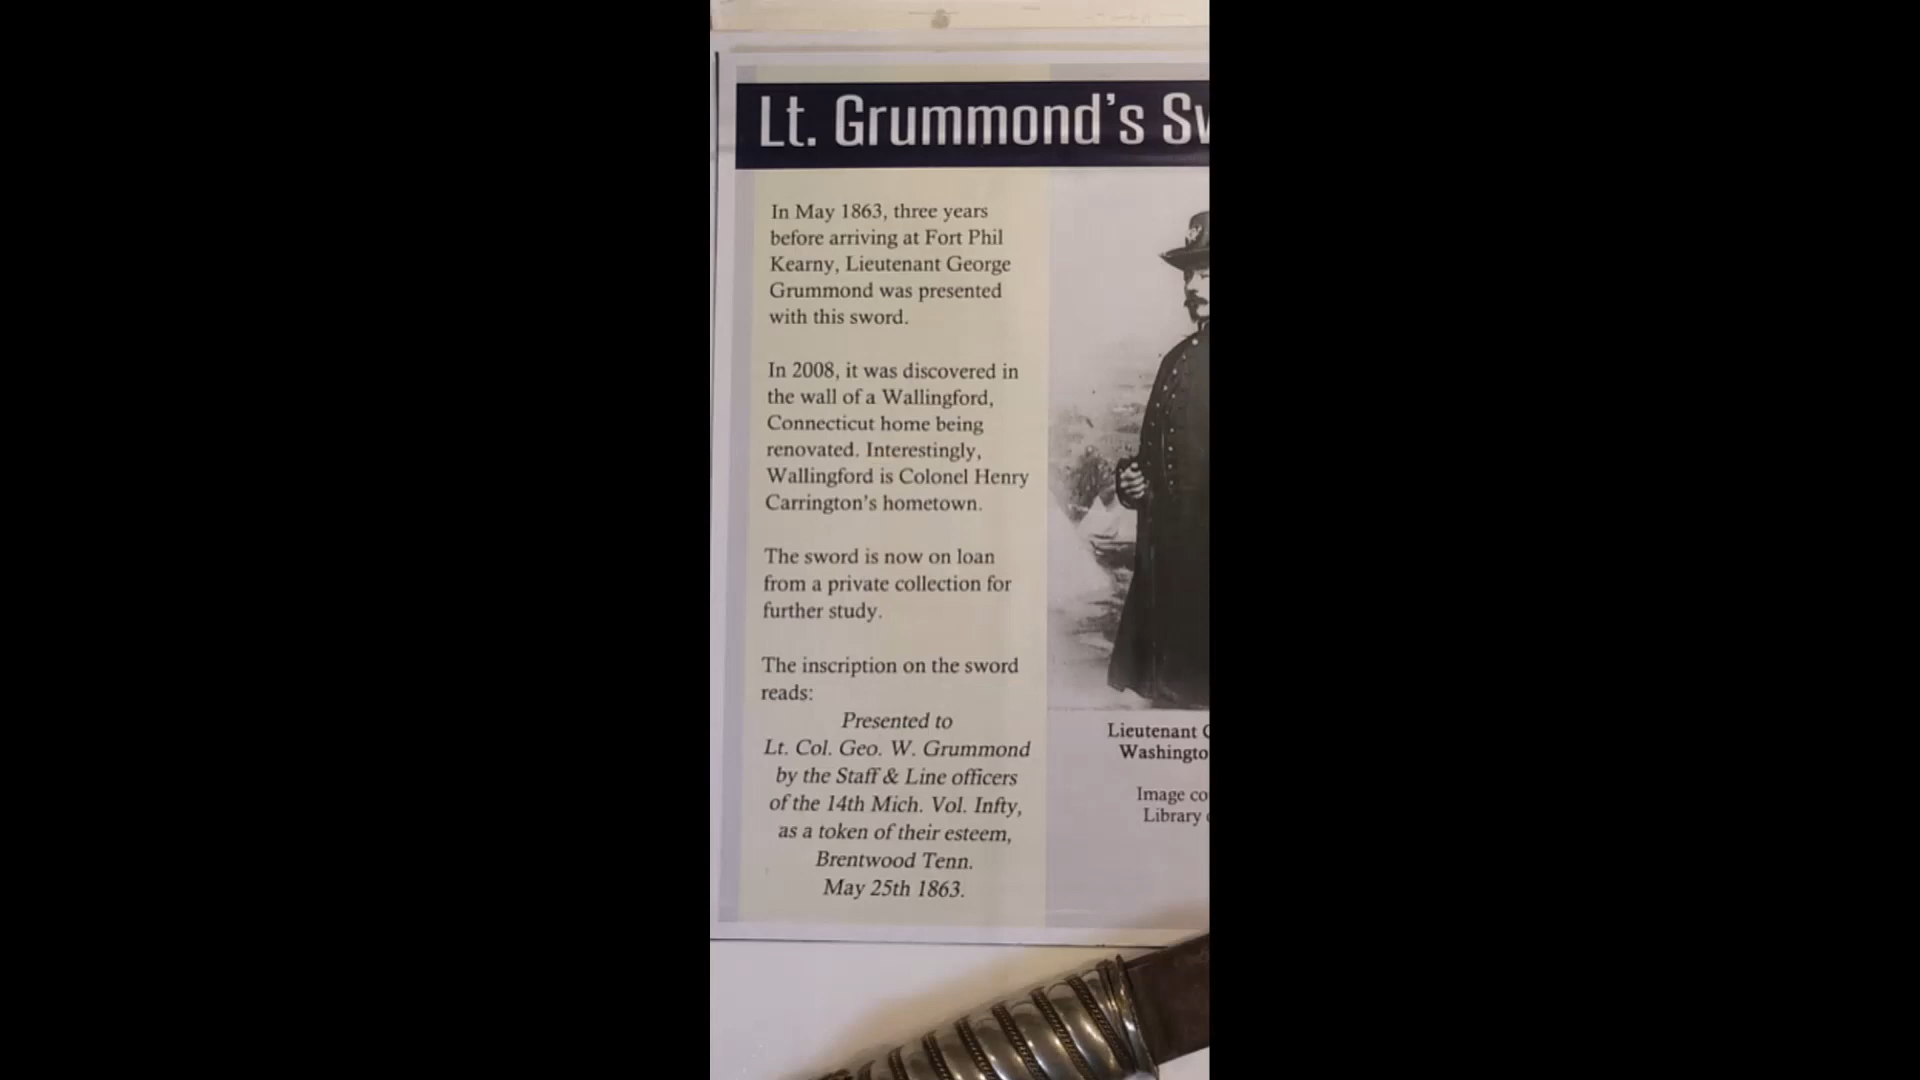 Lt. Grummond's
In May 1863, three years
before arriving at Fort Phil
Kearny, Lieutenant George
Grummond was presented
with this sword.
In 2008, it was discovered in
the wall of a Wallingford,
Connecticut home being
renovated. Interestingly,
Wallingford is Colonel Henry
Carrington's hometown.
The sword is now on loan
from a private collection for
further study.
The inscription on the sword
reads:
Presented to
Lt. Col. Geo. W. Grummond
by the Staff & Line officers
of the 14th Mich. Vol. Infty,
as a token of their esteem,
Brentwood Tenn.
May 25th 1863.
Lieutenant
Image
Library